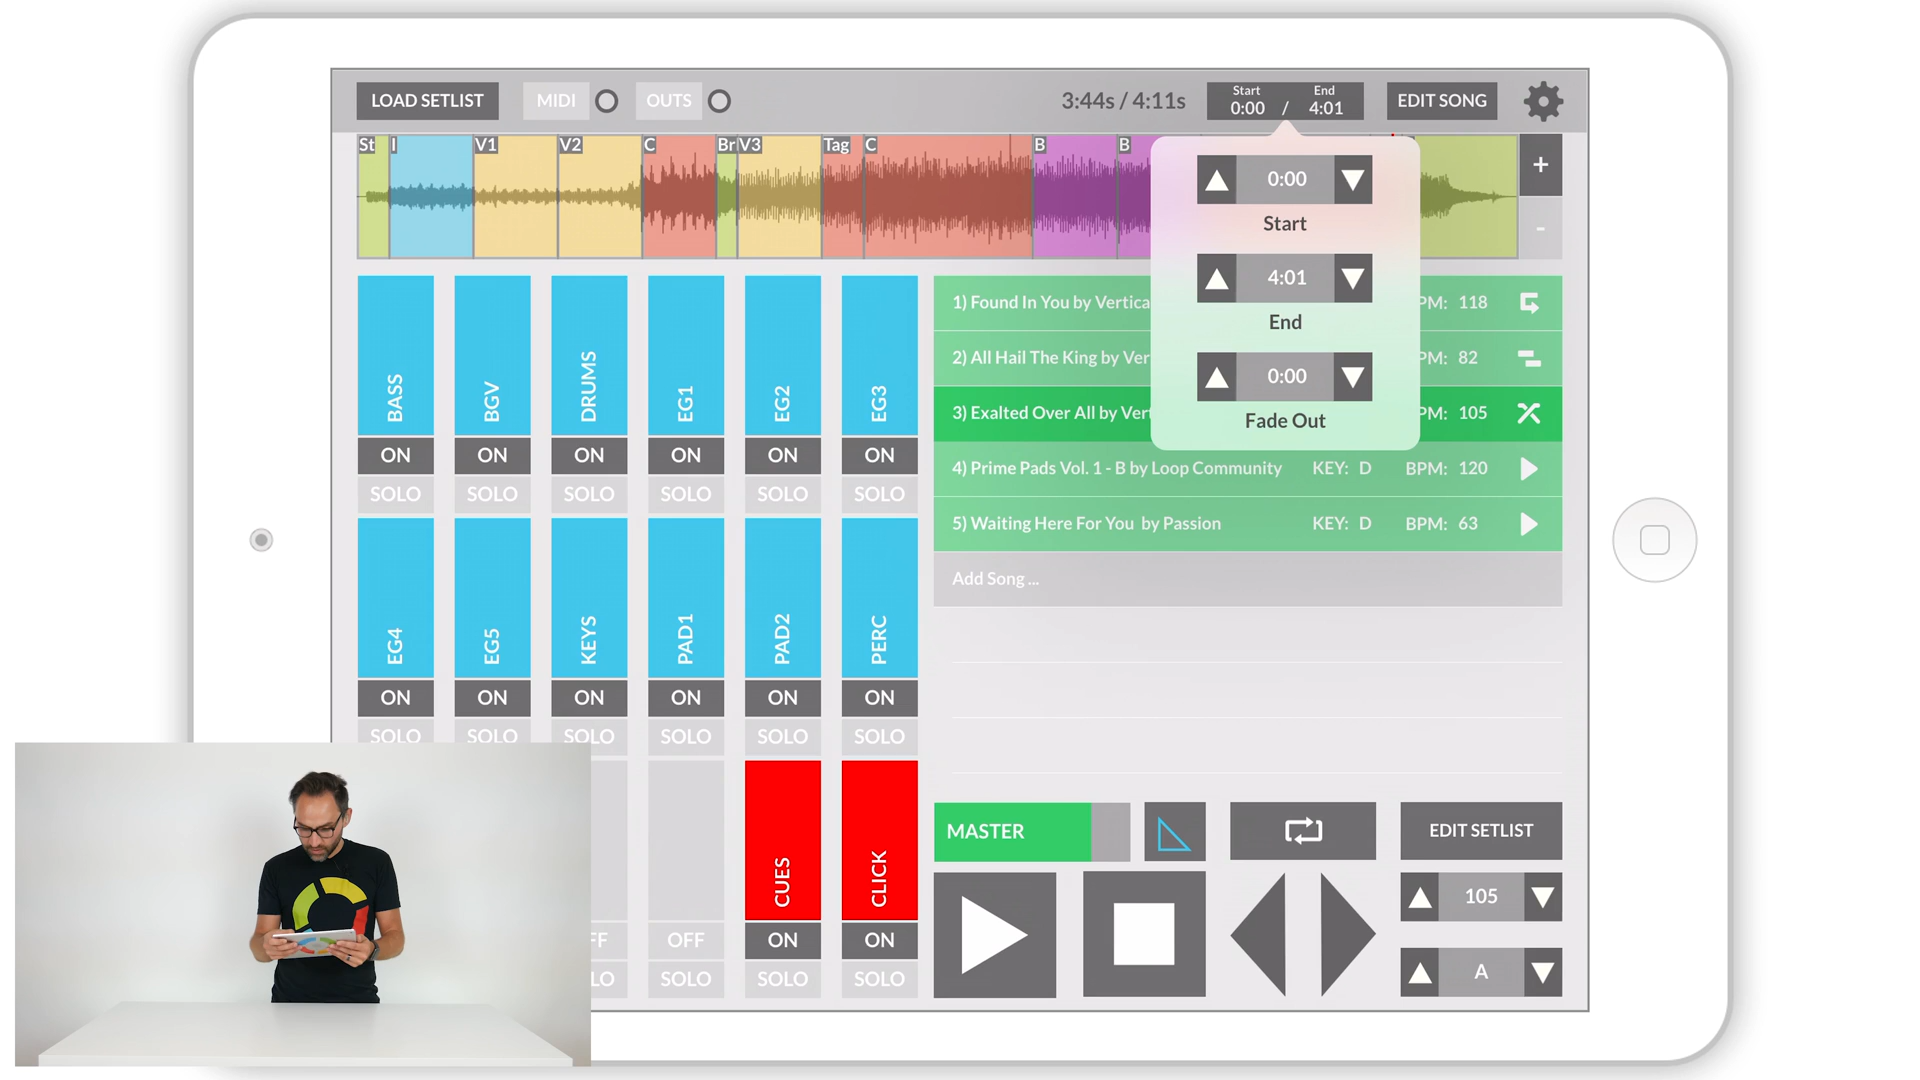 LOAD SETLIST
MIDI
OUTS
3:44s / 4:11s
Start
End
0:00 / 4:01
EDIT SONG
St
I
V1
V2
C
Br
V3
Tag
C
B
B
+
-
0:00
Start
4:01
End
0:00
Fade Out
BASS
BGV
DRUMS
EG1
EG2
EG3
ON
ON
ON
ON
ON
ON
SOLO
SOLO
SOLO
SOLO
SOLO
SOLO
EG4
EG5
KEYS
PAD1
PAD2
PERC
ON
ON
ON
ON
ON
ON
SOLO
SOLO
SOLO
SOLO
SOLO
SOLO
CUES
CLICK
FF
OFF
ON
ON
LO
SOLO
SOLO
SOLO
1) Found In You by Vertica PM: 118
2) All Hail The King by Ver PM: 82
3) Exalted Over All by Vert PM: 105
4) Prime Pads Vol. 1 - B by Loop Community KEY: D BPM: 120
5) Waiting Here For You by Passion KEY: D BPM: 63
Add Song ...
MASTER
EDIT SETLIST
105
A